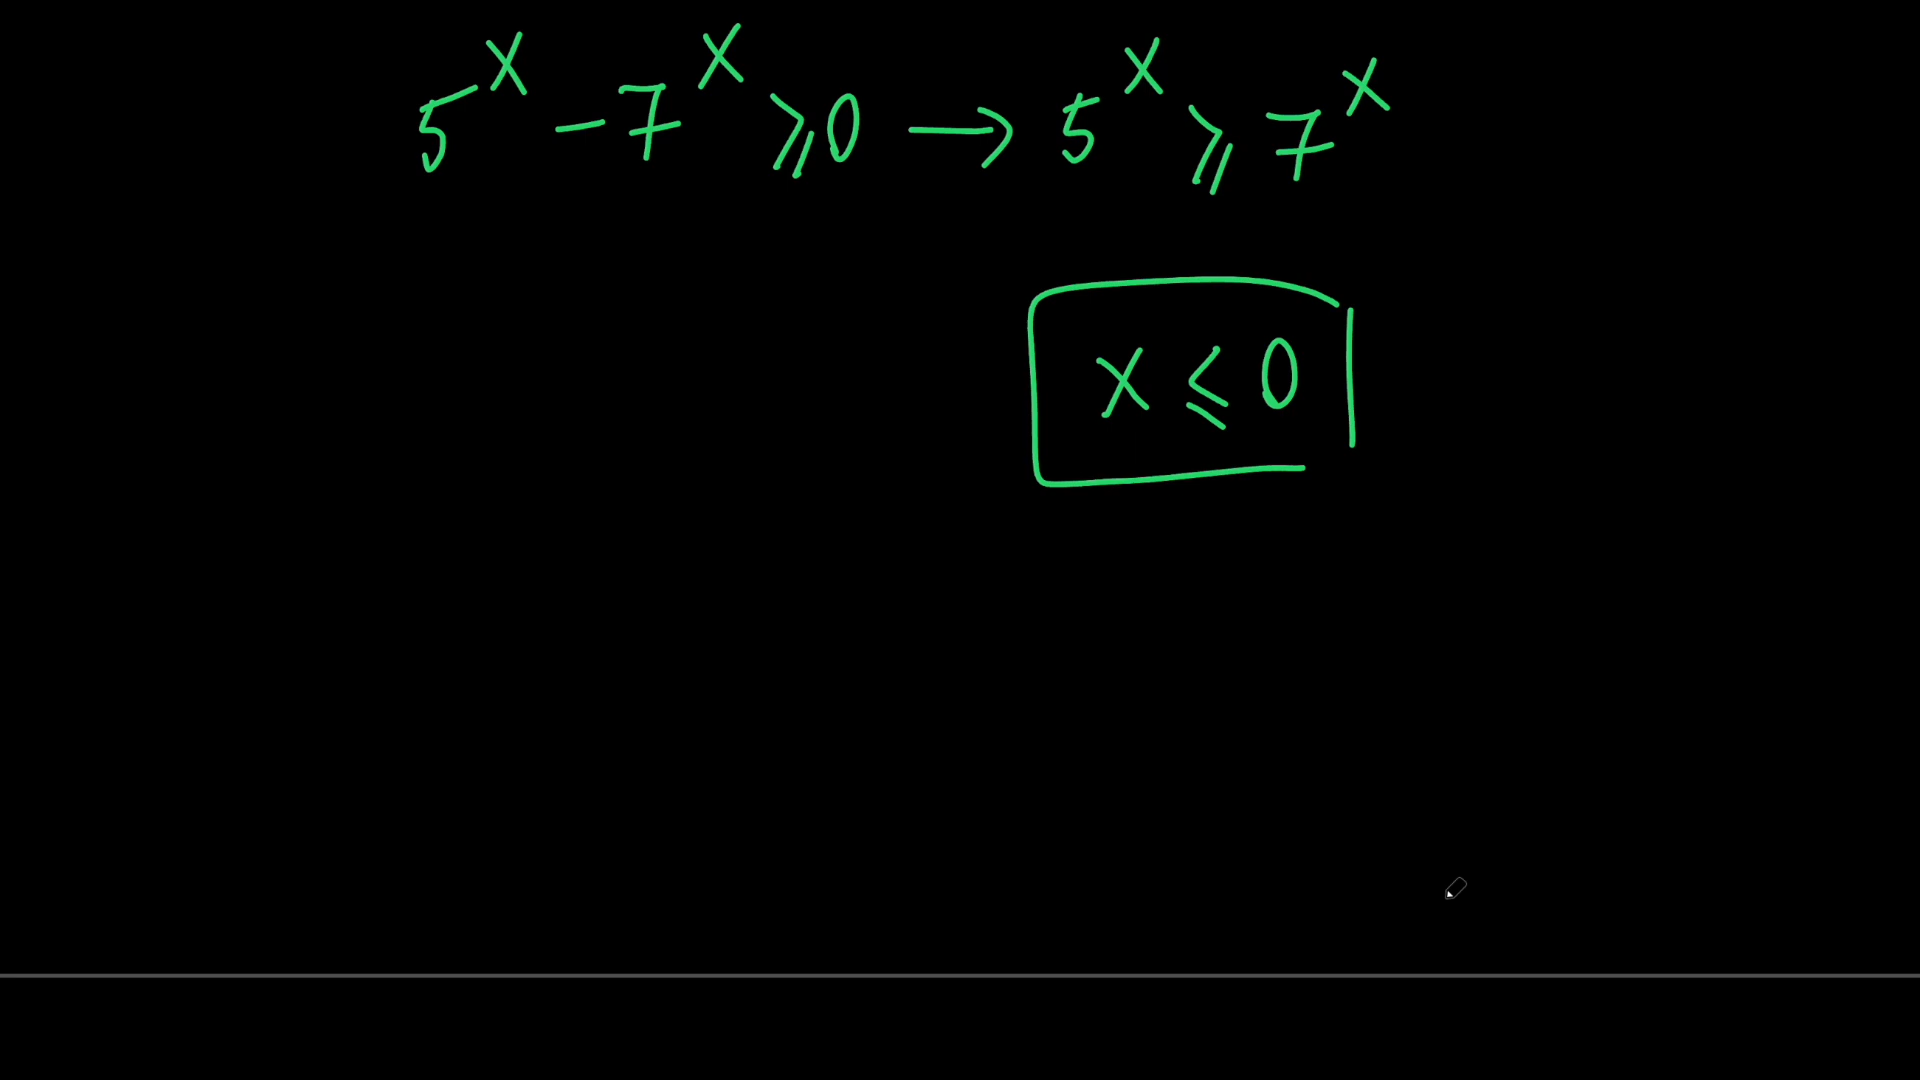 5^x - 7^x ⩾ 0 → 5^x ⩾ 7^x
x ≤ 0